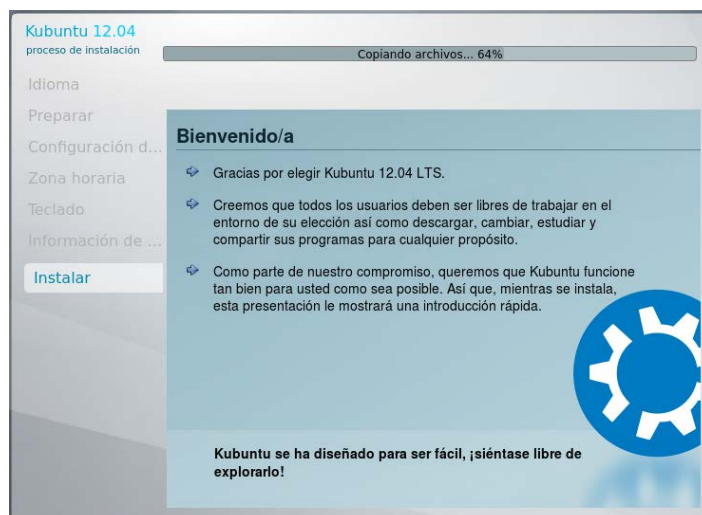 Kubuntu 12.04
proceso de instalación
Copiando archivos... 64%
Idioma
Preparar
Configuración d...
Zona horaria
Teclado
Información de ...
Instalar
Bienvenido/a
Gracias por elegir Kubuntu 12.04 LTS.
Creemos que todos los usuarios deben ser libres de trabajar en el
entorno de su elección así como descargar, cambiar, estudiar y
compartir sus programas para cualquier propósito.
Como parte de nuestro compromiso, queremos que Kubuntu funcione
tan bien para usted como sea posible. Así que, mientras se instala,
esta presentación le mostrará una introducción rápida.
Kubuntu se ha diseñado para ser fácil, ¡siéntase libre de
explorarlo!